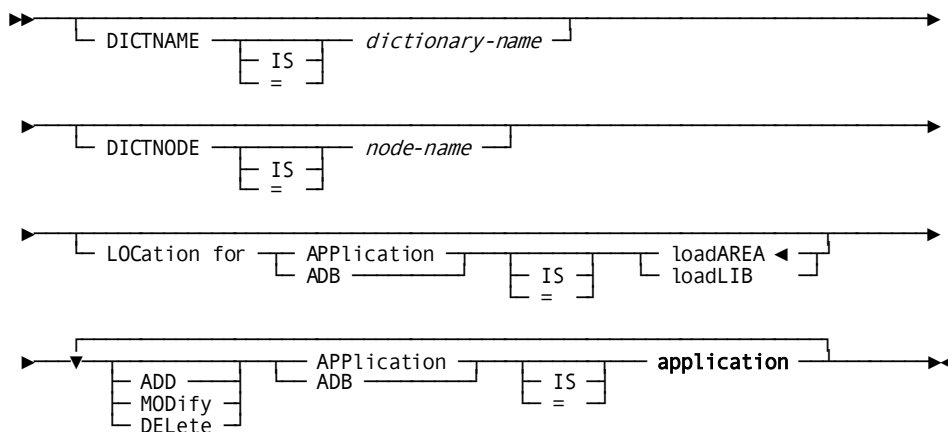 DICTNAME dictionary-name
IS
=
DICTNODE node-name
IS
=
LOCation for APPlication loadAREA
ADB IS loadLIB
=
APPlication application
ADD ADB IS
MODify =
DELete